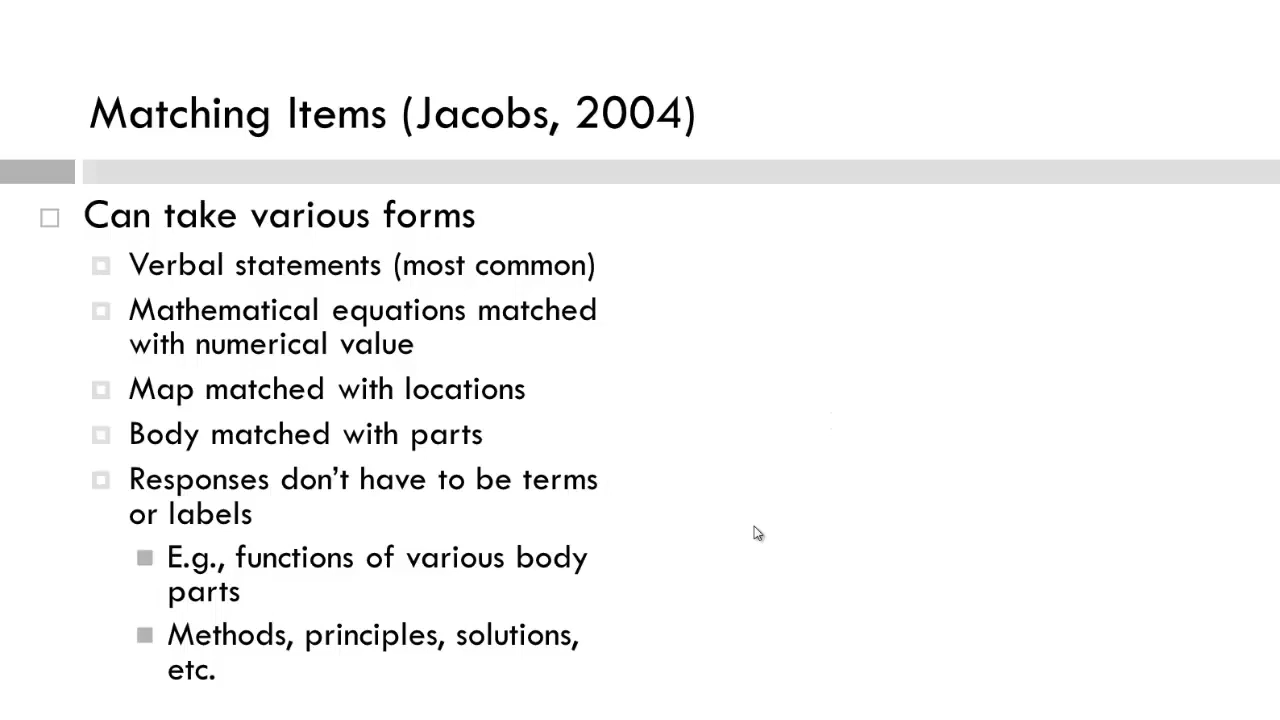 Matching Items (Jacobs, 2004)
Can take various forms
Verbal statements (most common)
Mathematical equations matched
with numerical value
Map matched with locations
Body matched with parts
Responses don't have to be terms
or labels
E.g., functions of various body
parts
Methods, principles, solutions,
etc.